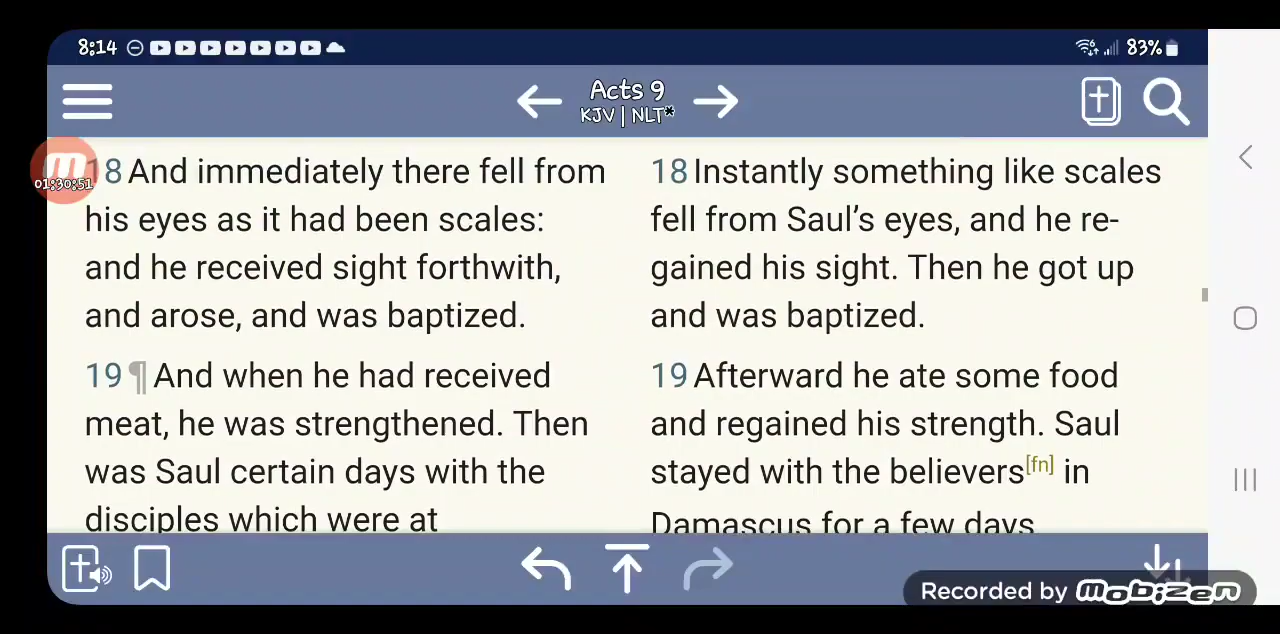 8:14
83%
Acts 9
KJV | NLT*
01:30:51
18 And immediately there fell from
his eyes as it had been scales:
and he received sight forthwith,
and arose, and was baptized.
19 ¶ And when he had received
meat, he was strengthened. Then
was Saul certain days with the
disciples which were at
18 Instantly something like scales
fell from Saul’s eyes, and he re-
gained his sight. Then he got up
and was baptized.
19 Afterward he ate some food
and regained his strength. Saul
stayed with the believers[fn] in
Damascus for a few days
Recorded by mobizen